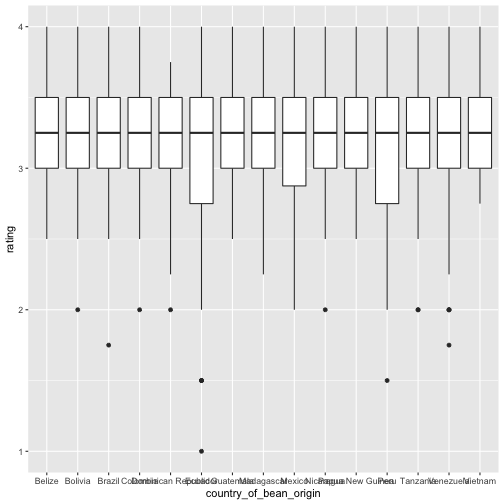 4
3
2
1
rating
Belize Bolivia Brazil Colombia Dominican Republic Ecuador Guatemala Madagascar Mexico Nicaragua Papua New Guinea Peru Tanzania Venezuela Vietnam
country_of_bean_origin